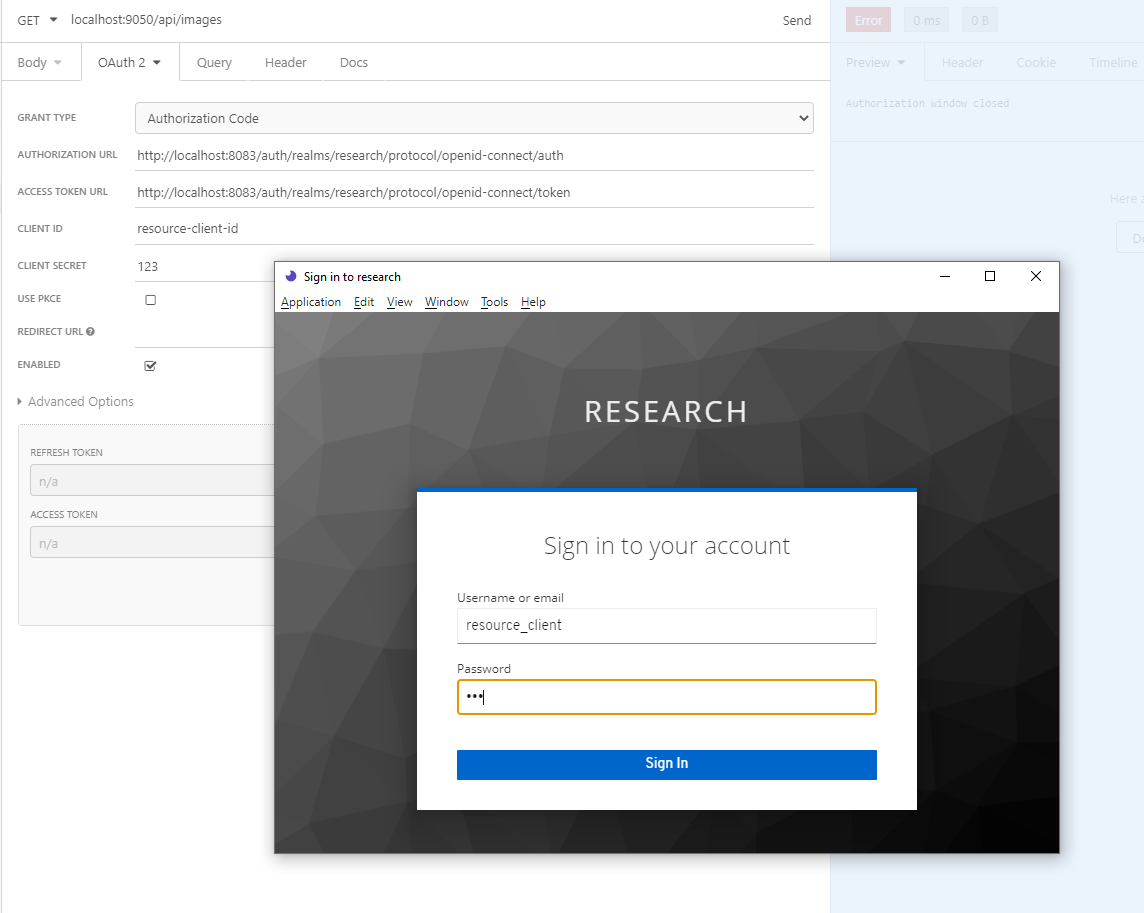 GET localhost:9050/api/images Send
Error 0 ms 0 B
Body OAuth 2 Query Header Docs
Preview Header Cookie Timeline
Authorization window closed
GRANT TYPE Authorization Code
AUTHORIZATION URL http://localhost:8083/auth/realms/research/protocol/openid-connect/auth
ACCESS TOKEN URL http://localhost:8083/auth/realms/research/protocol/openid-connect/token
Here
CLIENT ID resource-client-id
CLIENT SECRET 123
USE PKCE
REDIRECT URL
ENABLED
Advanced Options
REFRESH TOKEN
n/a
ACCESS TOKEN
n/a
Sign in to research
Application Edit View Window Tools Help
RESEARCH
Sign in to your account
Username or email
resource_client
Password
•••
Sign In